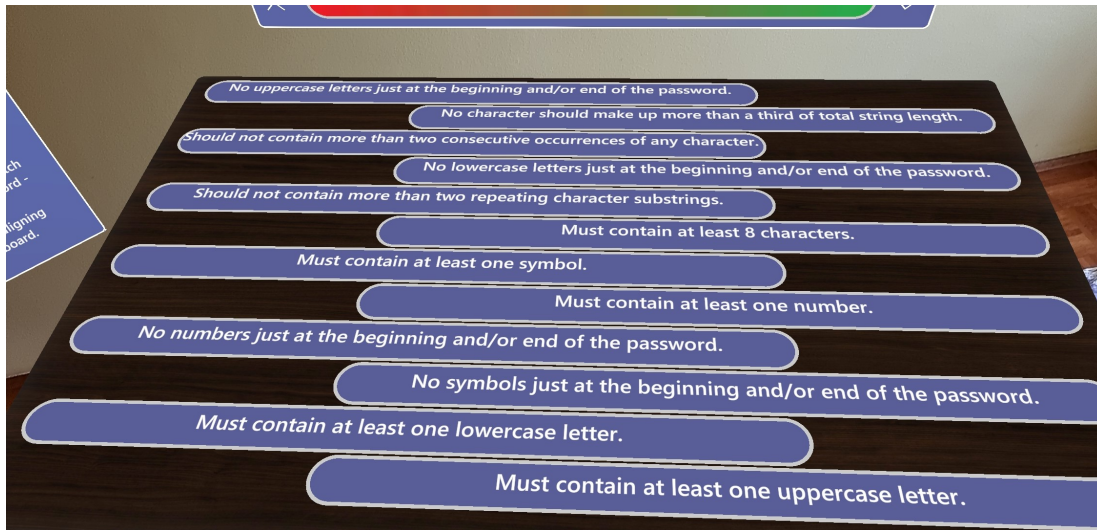 No uppercase letters just at the beginning and/or end of the password.
No character should make up more than a third of total string length.
Should not contain more than two consecutive occurrences of any character.
No lowercase letters just at the beginning and/or end of the password.
Should not contain more than two repeating character substrings.
Must contain at least 8 characters.
Must contain at least one symbol.
Must contain at least one number.
No numbers just at the beginning and/or end of the password.
No symbols just at the beginning and/or end of the password.
Must contain at least one lowercase letter.
Must contain at least one uppercase letter.